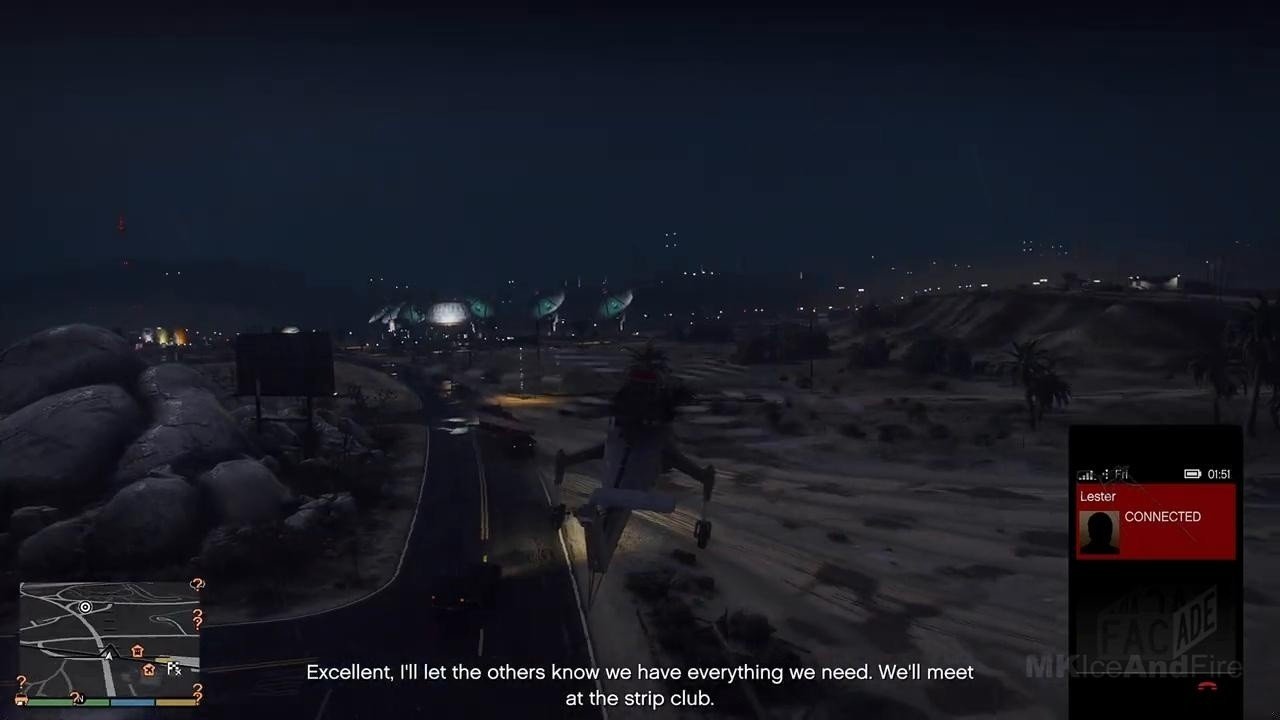 Fri 01:51
Lester
CONNECTED
FACADE
MKIceAndFire
Excellent, I'll let the others know we have everything we need. We'll meet
at the strip club.
? 
?
?
?
? N ?